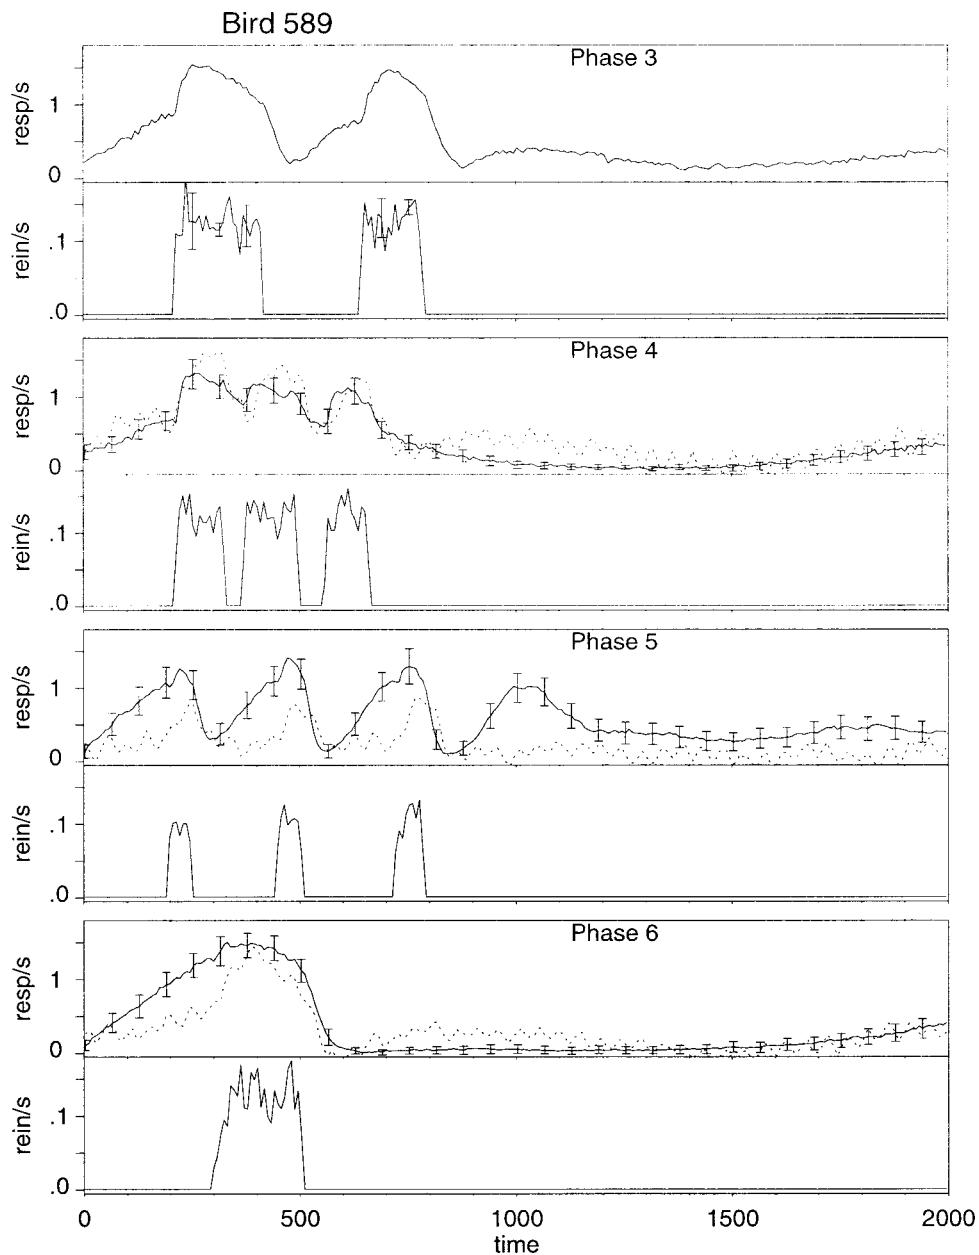 Bird 589
Phase 3
resp/s
1
0
rein/s
.1
.0
Phase 4
resp/s
1
0
rein/s
.1
.0
Phase 5
resp/s
1
0
rein/s
.1
.0
Phase 6
resp/s
1
0
rein/s
.1
.0
0 500 1000 1500 2000
time